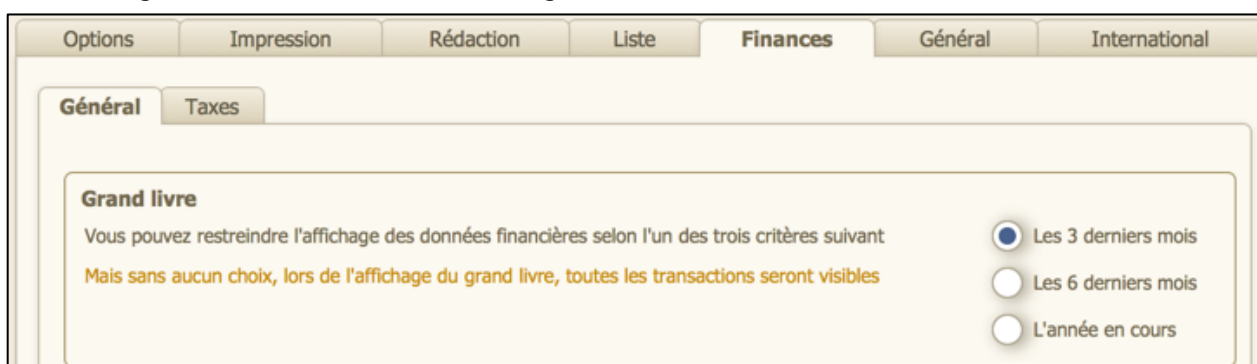 Options Impression Rédaction Liste Finances Général International
Général Taxes
Grand livre
Vous pouvez restreindre l'affichage des données financières selon l'un des trois critères suivant
Les 3 derniers mois
Mais sans aucun choix, lors de l'affichage du grand livre, toutes les transactions seront visibles
Les 6 derniers mois
L'année en cours